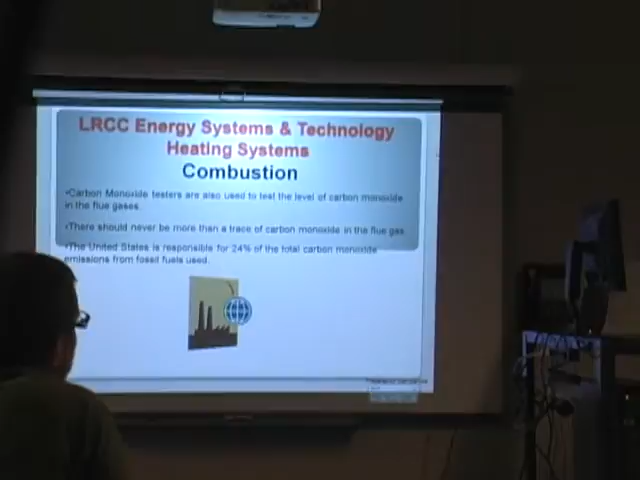 LRCC Energy Systems & Technology
Heating Systems
Combustion
•Carbon Monoxide testers are also used to test the level of carbon monoxide
in the flue gases.
•There should never be more than a trace of carbon monoxide in the flue gas
•The United States is responsible for 24% of the total carbon monoxide
emissions from fossil fuels used.